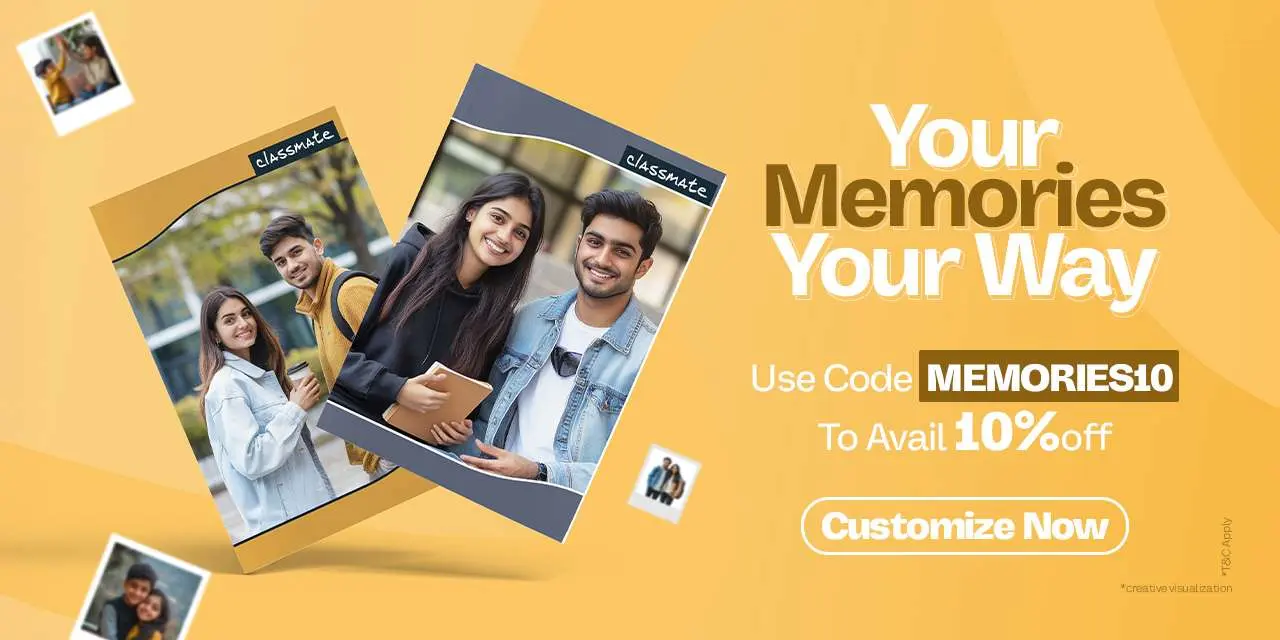 classmate
classmate
Your
Memories
Your Way
Use Code MEMORIES10
To Avail 10%off
Customize Now
*T&C Apply
*creative visualization